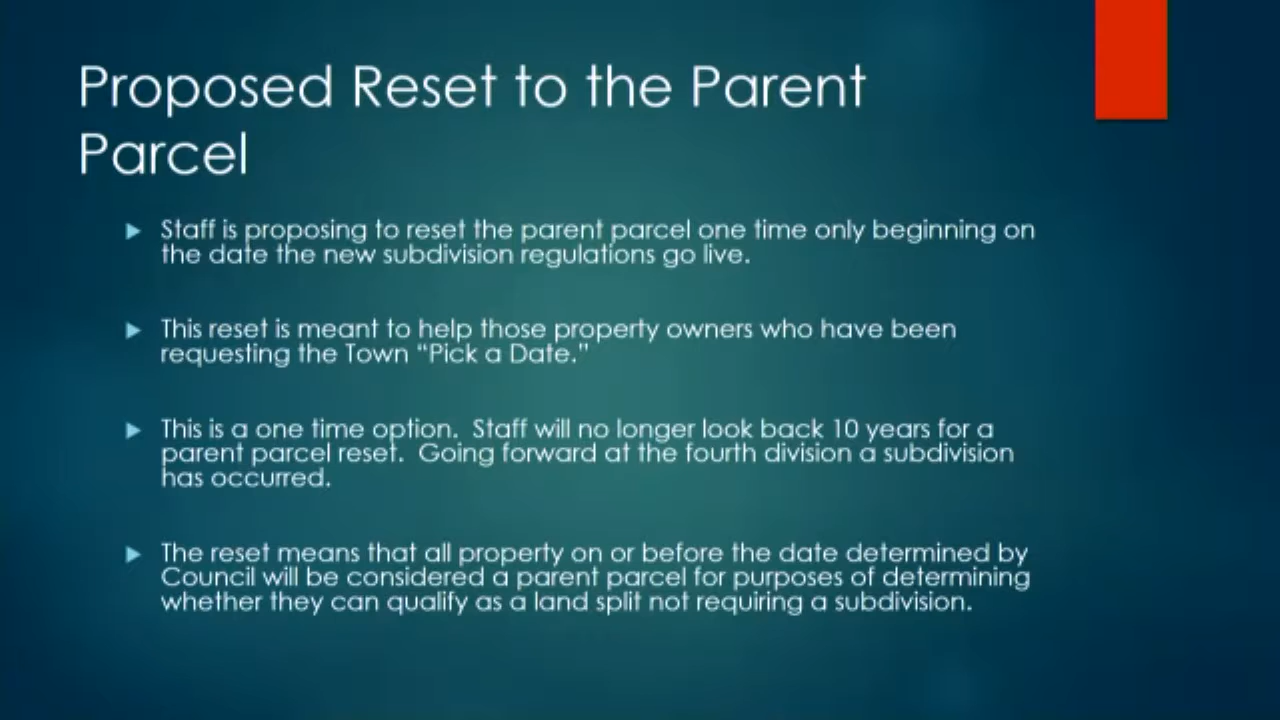 Proposed Reset to the Parent
Parcel
Staff is proposing to reset the parent parcel one time only beginning on
the date the new subdivision regulations go live.
This reset is meant to help those property owners who have been
requesting the Town “Pick a Date.”
This is a one time option.  Staff will no longer look back 10 years for a
parent parcel reset.  Going forward at the fourth division a subdivision
has occurred.
The reset means that all property on or before the date determined by
Council will be considered a parent parcel for purposes of determining
whether they can qualify as a land split not requiring a subdivision.